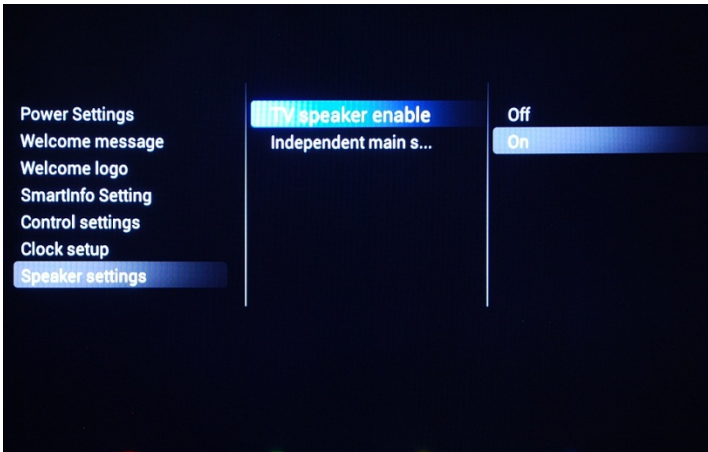 Power Settings
Welcome message
Welcome logo
SmartInfo Setting
Control settings
Clock setup
Speaker settings
TV speaker enable
Independent main s...
Off
On